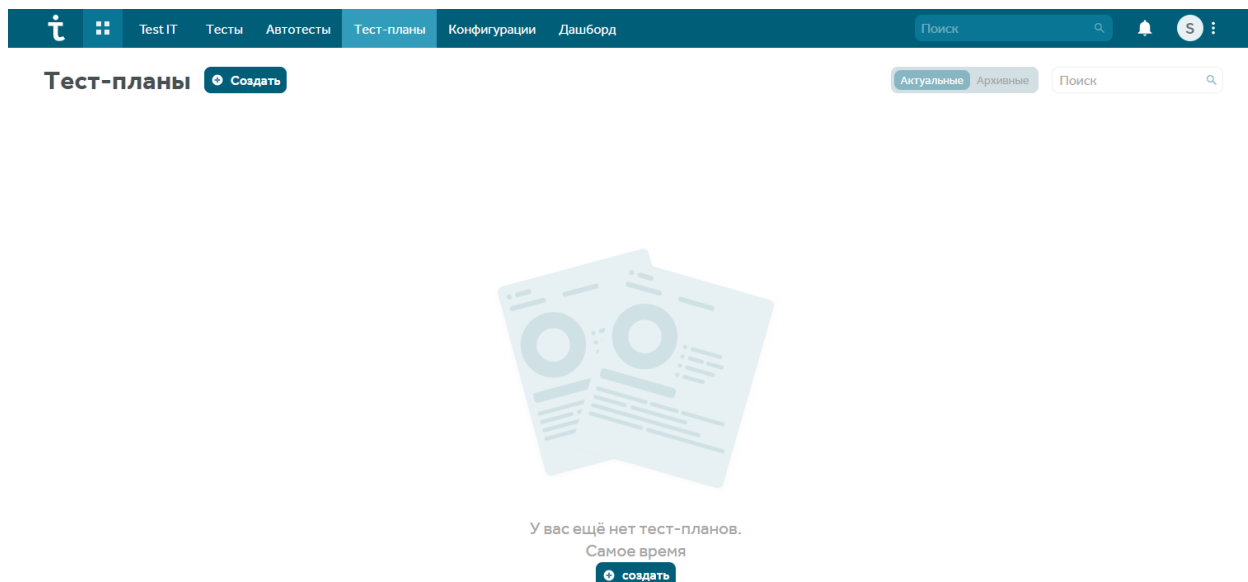 Test IT Тесты Автотесты Тест-планы Конфигурации Дашборд Поиск S
Тест-планы Создать Актуальные Архивные Поиск
У вас ещё нет тест-планов.
Самое время
создать